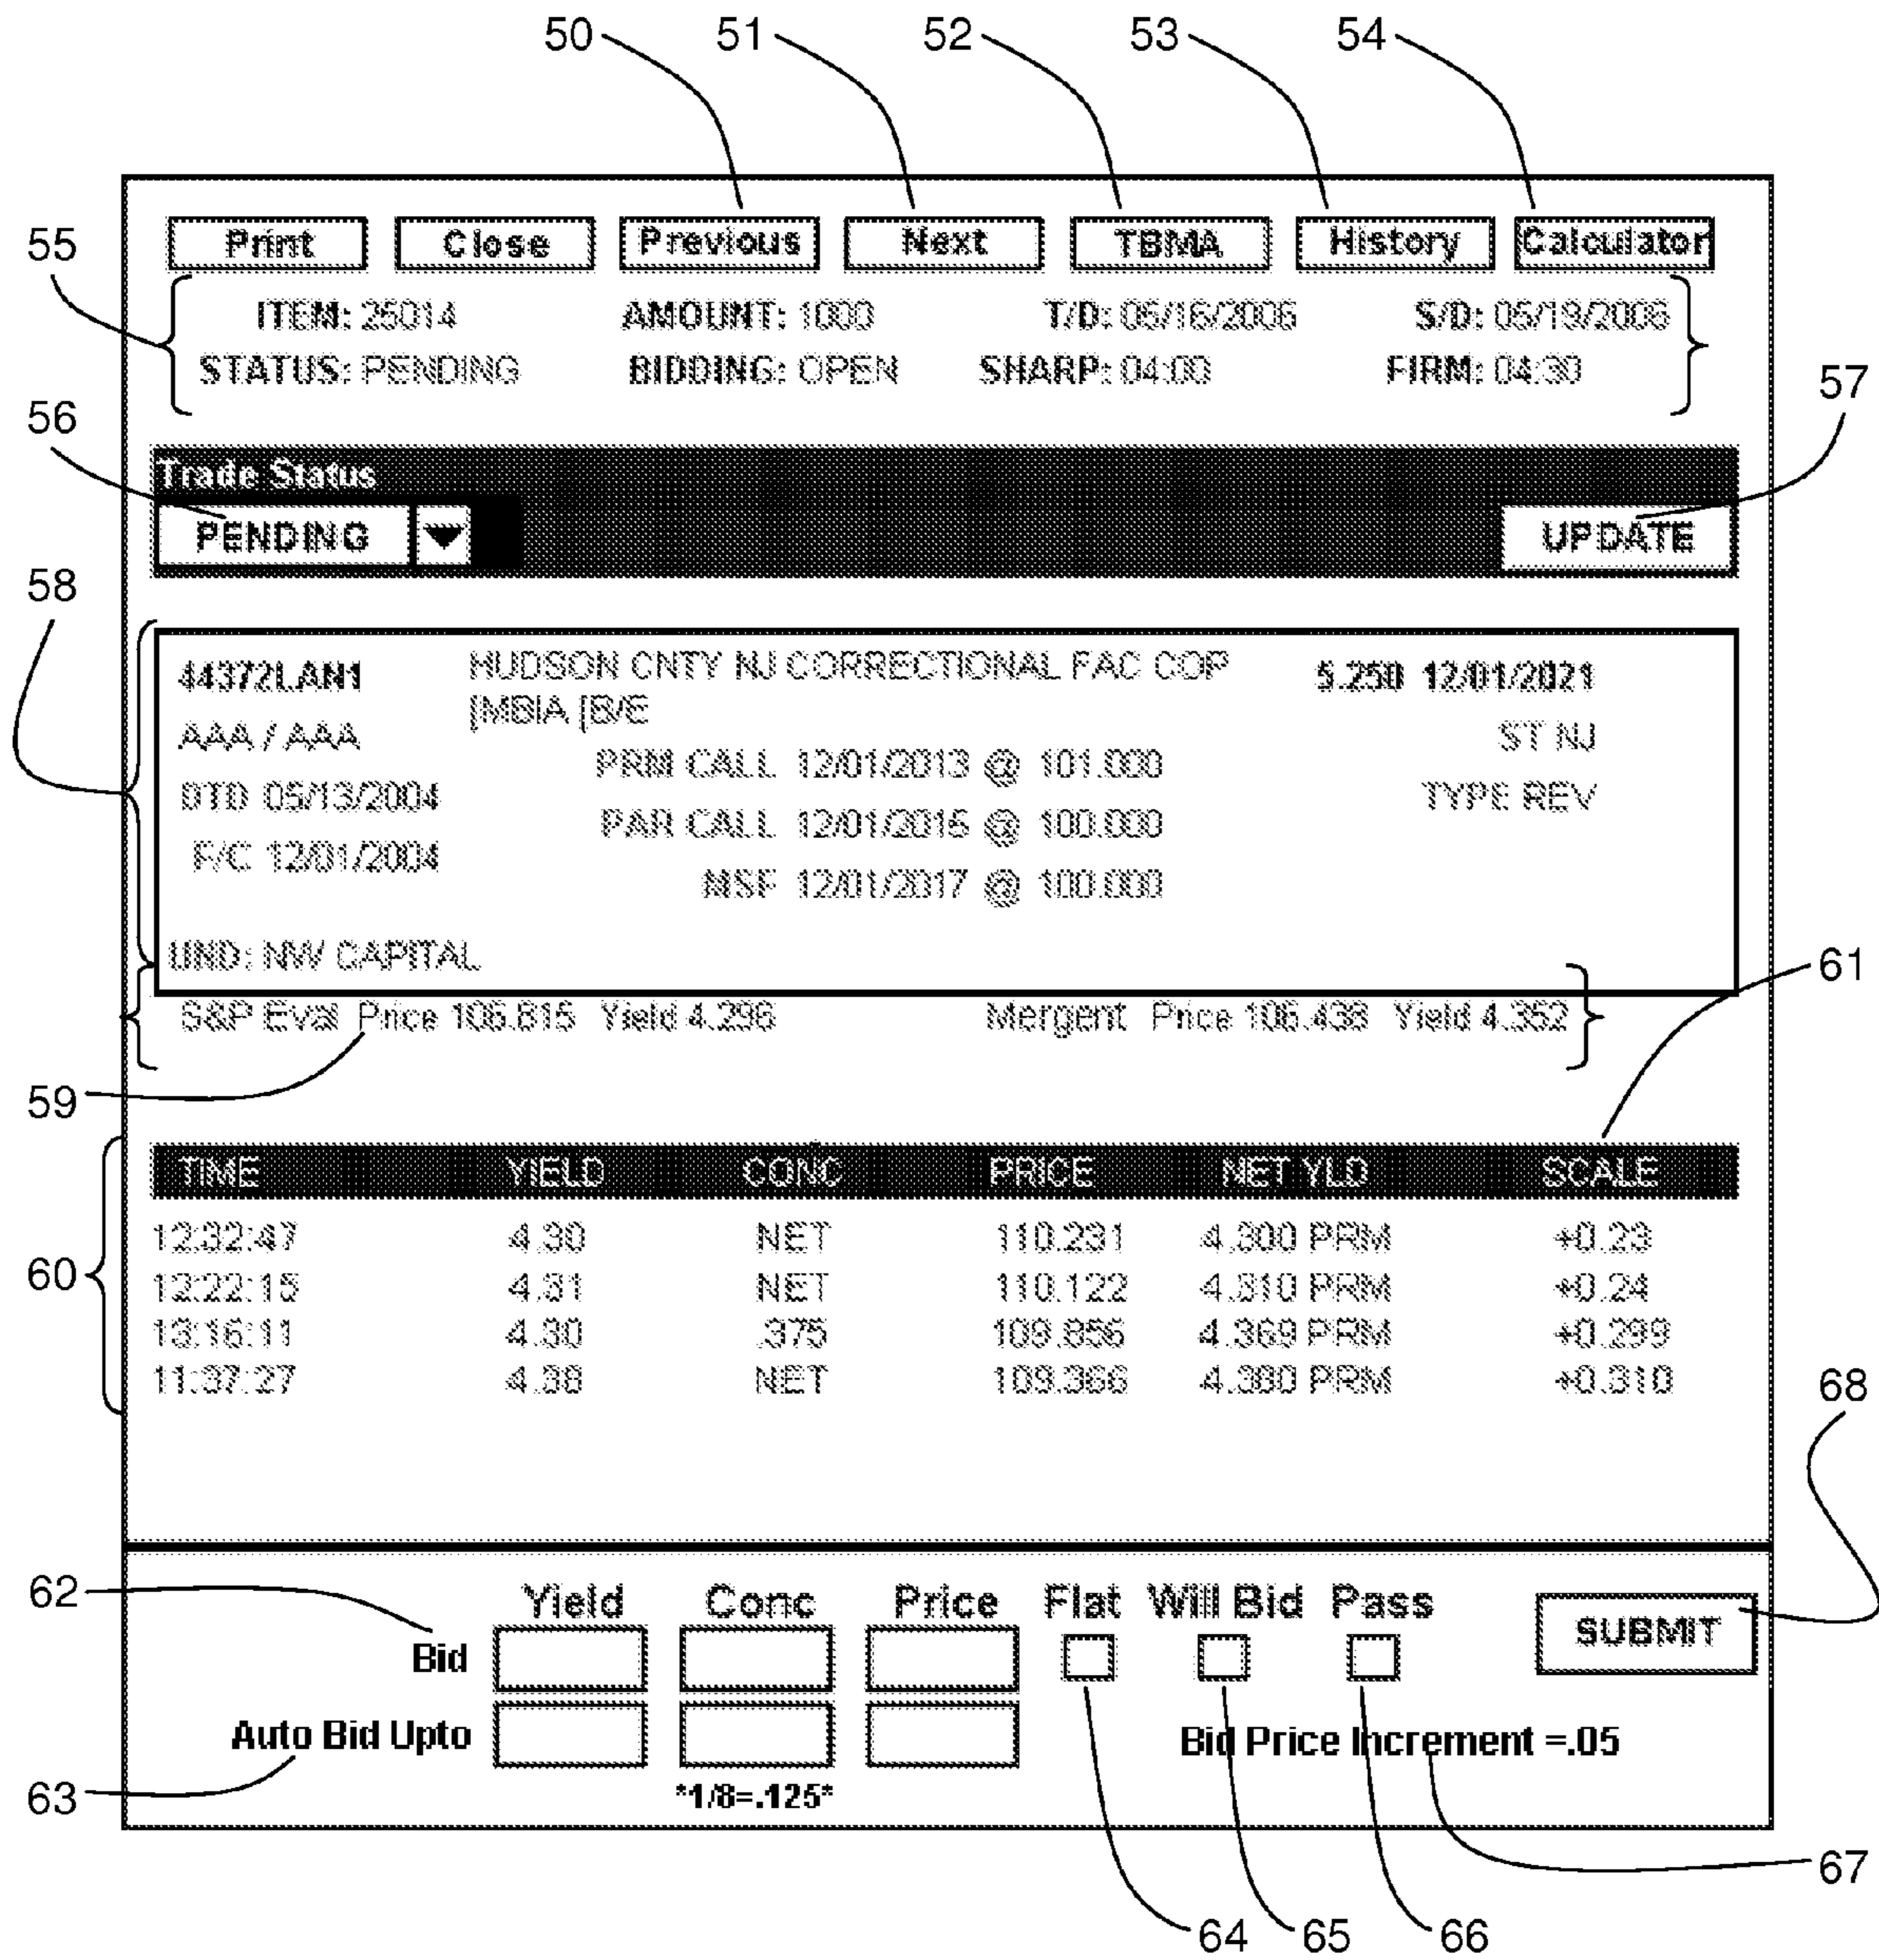 50 51 52 53 54
Print Close Previous Next TBMA History Calculator
55
ITEM: 25014 AMOUNT: 1000 T/D: 05/16/2006 S/D: 05/19/2006
STATUS: PENDING BIDDING: OPEN SHARP: 04:00 FIRM: 04:30
56
57
Trade Status
PENDING UPDATE
58
44372LAN1 HUDSON CNTY NJ CORRECTIONAL FAC COP 5.250 12/01/2021
[MBIA [B/E
AAA / AAA ST NJ
PRM CALL 12/01/2013 @ 101.000
DTD 05/13/2004 TYPE REV
PAR CALL 12/01/2015 @ 100.000
F/C 12/01/2004
MSF 12/01/2017 @ 100.000
UND: NW CAPITAL
61
S&P Eval Price 106.815 Yield 4.296 Mergent Price 106.438 Yield 4.352
59
TIME YIELD CONC PRICE NET YLD SCALE
12:32:47 4.30 NET 110.231 4.300 PRM +0.23
60
12:22:15 4.31 NET 110.122 4.310 PRM +0.24
13:16:11 4.30 .375 109.856 4.369 PRM +0.299
11:37:27 4.38 NET 109.366 4.380 PRM +0.310
68
62
Yield Conc Price Flat Will Bid Pass
Bid SUBMIT
Auto Bid Upto Bid Price Increment =.05
63
*1/8=.125*
67
64 65 66